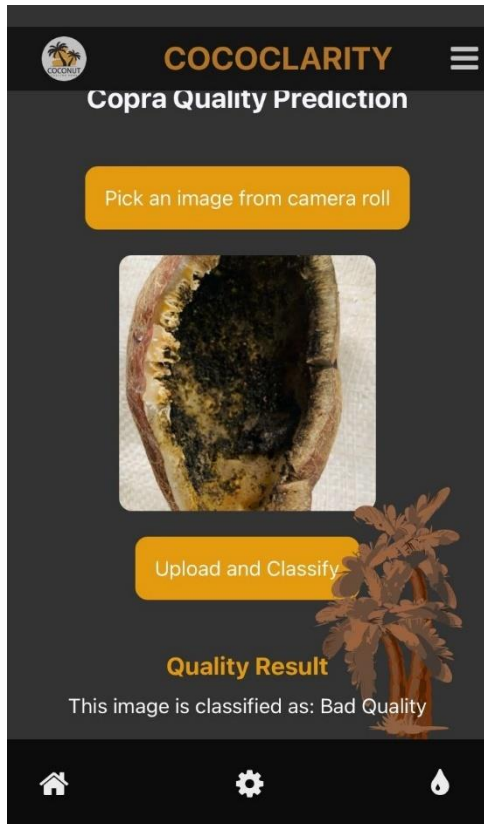 COCONUT
COCOCLARITY
Copra Quality Prediction
Pick an image from camera roll
Upload and Classify
Quality Result
This image is classified as: Bad Quality